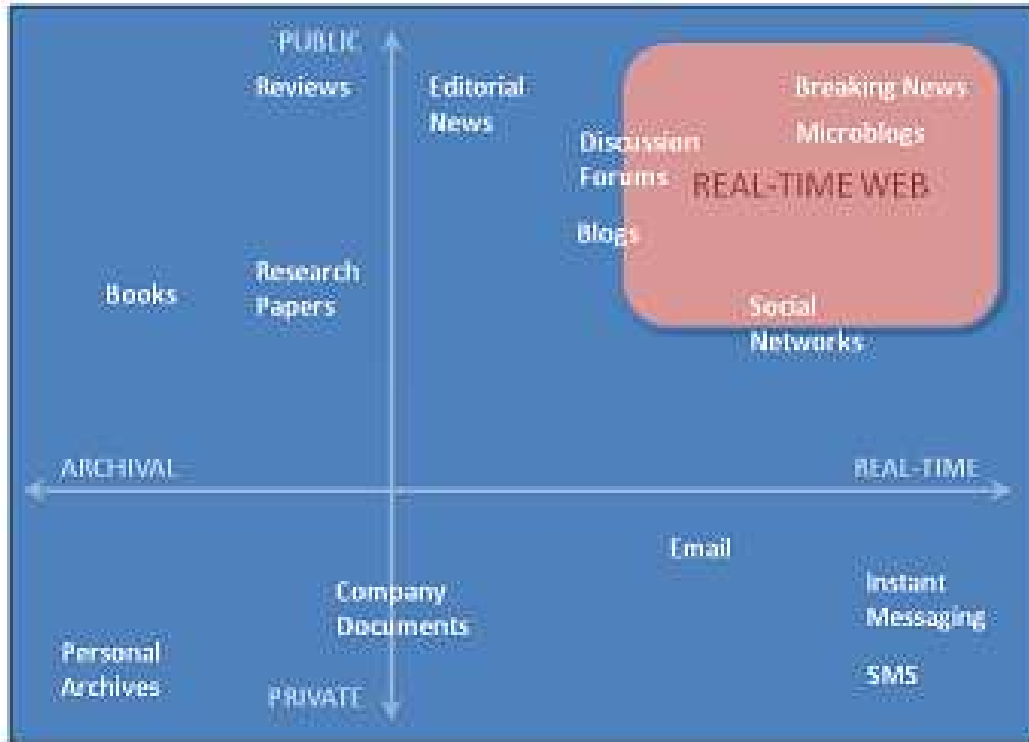 PUBLIC
Reviews
Editorial
News
Breaking News
Microblogs
Discussion
Forums
REAL-TIME WEB
Blogs
Books
Research
Papers
Social
Networks
ARCHIVAL
REAL-TIME
Email
Company
Documents
Instant
Messaging
Personal
Archives
SMS
PRIVATE